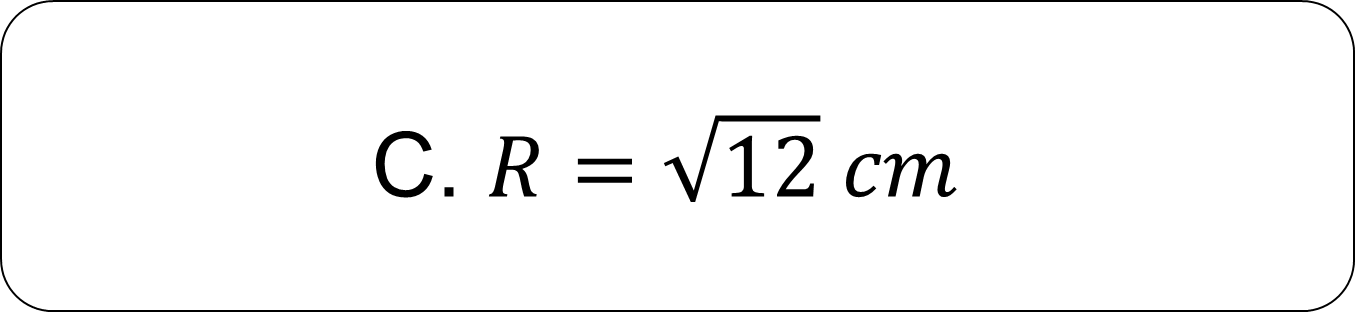 C. R = √12 cm